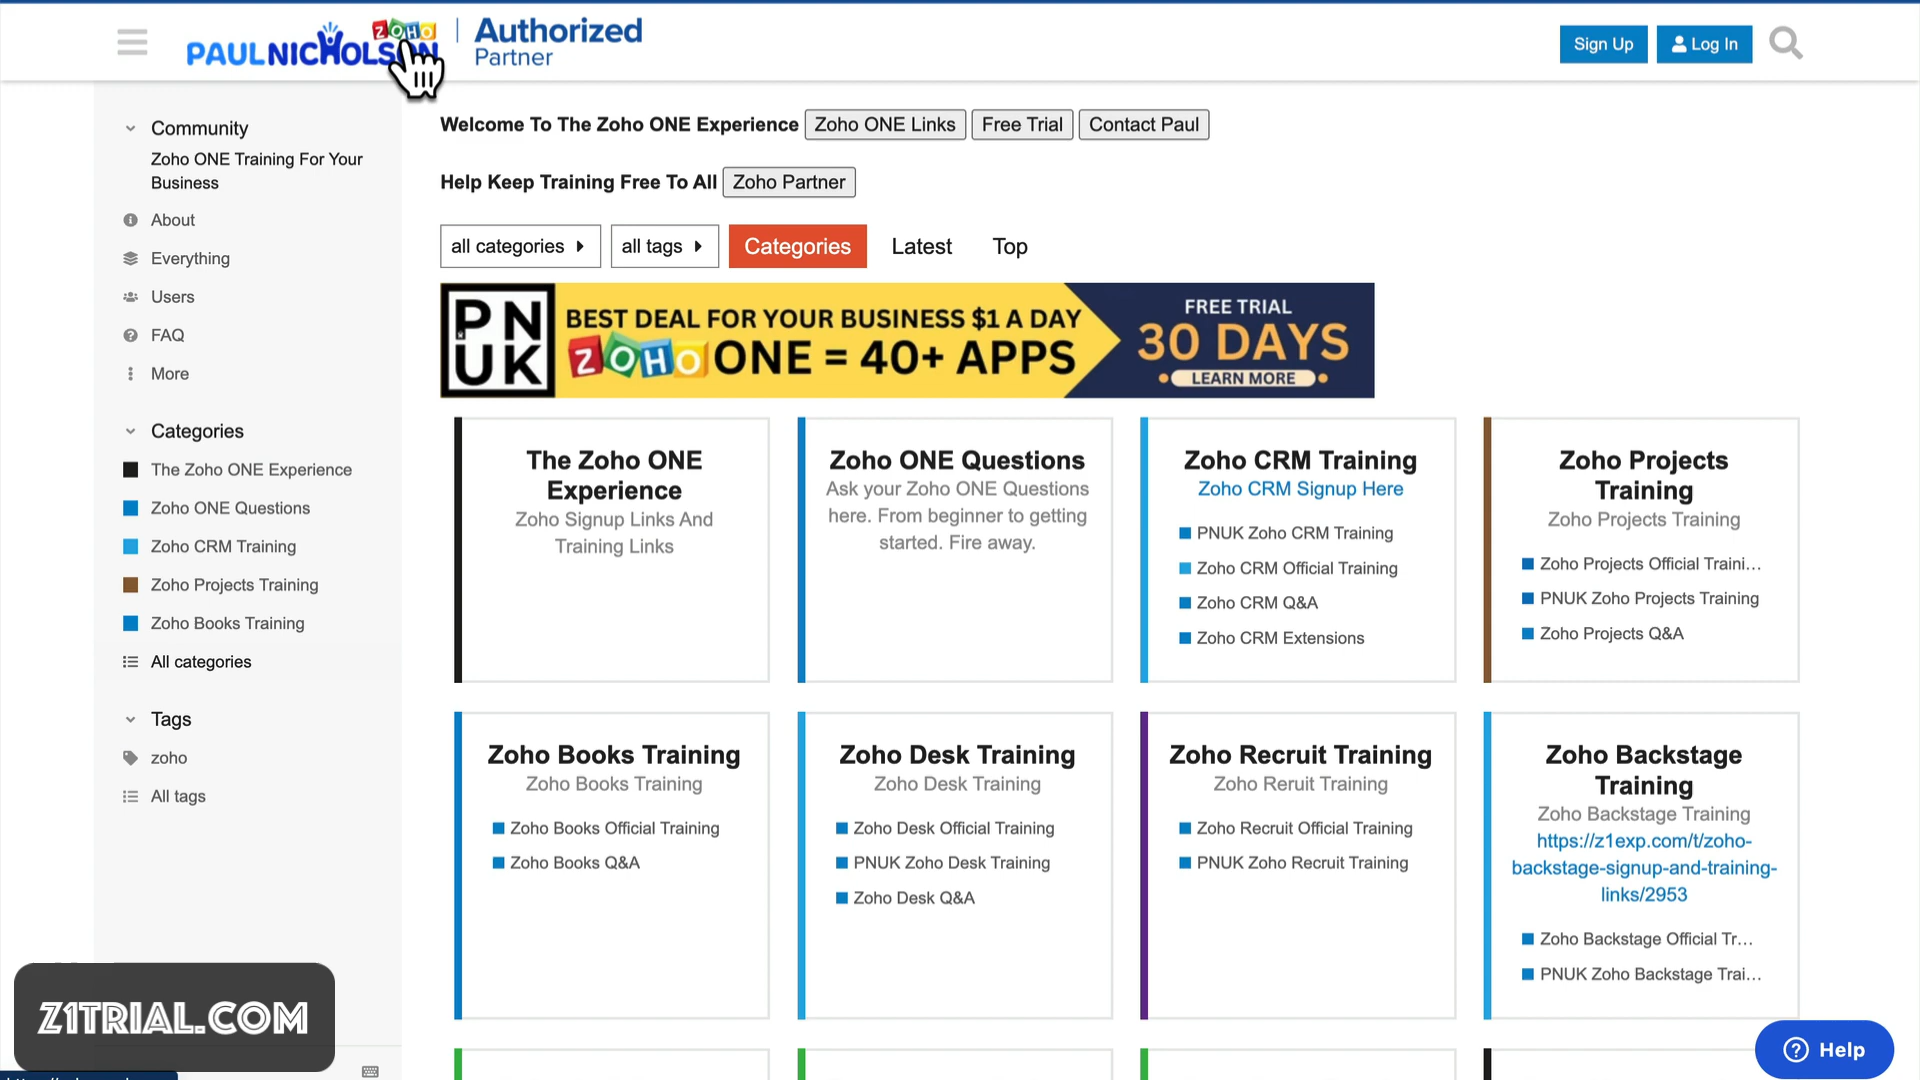 PAULNICHOLSON
ZOHO
Authorized
Partner
Sign Up
Log In
Community
Zoho ONE Training For Your
Business
About
Everything
Users
FAQ
More
Categories
The Zoho ONE Experience
Zoho ONE Questions
Zoho CRM Training
Zoho Projects Training
Zoho Books Training
All categories
Tags
zoho
All tags
Z1TRIAL.COM
Welcome To The Zoho ONE Experience Zoho ONE Links Free Trial Contact Paul
Help Keep Training Free To All Zoho Partner
all categories all tags Categories Latest Top
PN
UK
BEST DEAL FOR YOUR BUSINESS $1 A DAY
ZOHO ONE = 40+ APPS
FREE TRIAL
30 DAYS
LEARN MORE
The Zoho ONE
Experience
Zoho Signup Links And
Training Links
Zoho ONE Questions
Ask your Zoho ONE Questions
here. From beginner to getting
started. Fire away.
Zoho CRM Training
Zoho CRM Signup Here
PNUK Zoho CRM Training
Zoho CRM Official Training
Zoho CRM Q&A
Zoho CRM Extensions
Zoho Projects
Training
Zoho Projects Training
Zoho Projects Official Traini…
PNUK Zoho Projects Training
Zoho Projects Q&A
Zoho Books Training
Zoho Books Training
Zoho Books Official Training
Zoho Books Q&A
Zoho Desk Training
Zoho Desk Training
Zoho Desk Official Training
PNUK Zoho Desk Training
Zoho Desk Q&A
Zoho Recruit Training
Zoho Reruit Training
Zoho Recruit Official Training
PNUK Zoho Recruit Training
Zoho Backstage
Training
Zoho Backstage Training
https://z1exp.com/t/zoho-
backstage-signup-and-training-
links/2953
Zoho Backstage Official Tr…
PNUK Zoho Backstage Trai…
Help